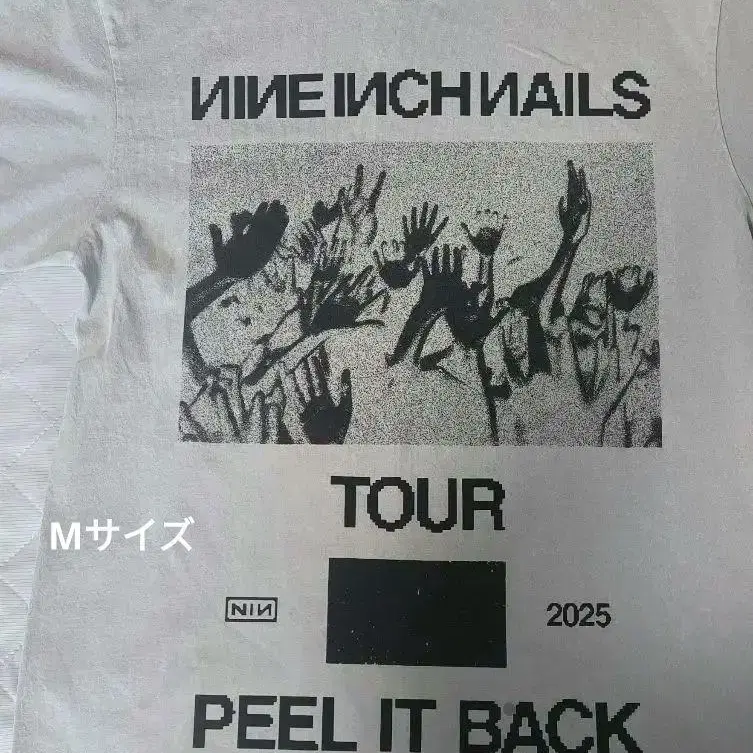 NINE INCH NAILS
TOUR
Mサイズ
NIN 2025
PEEL IT BACK